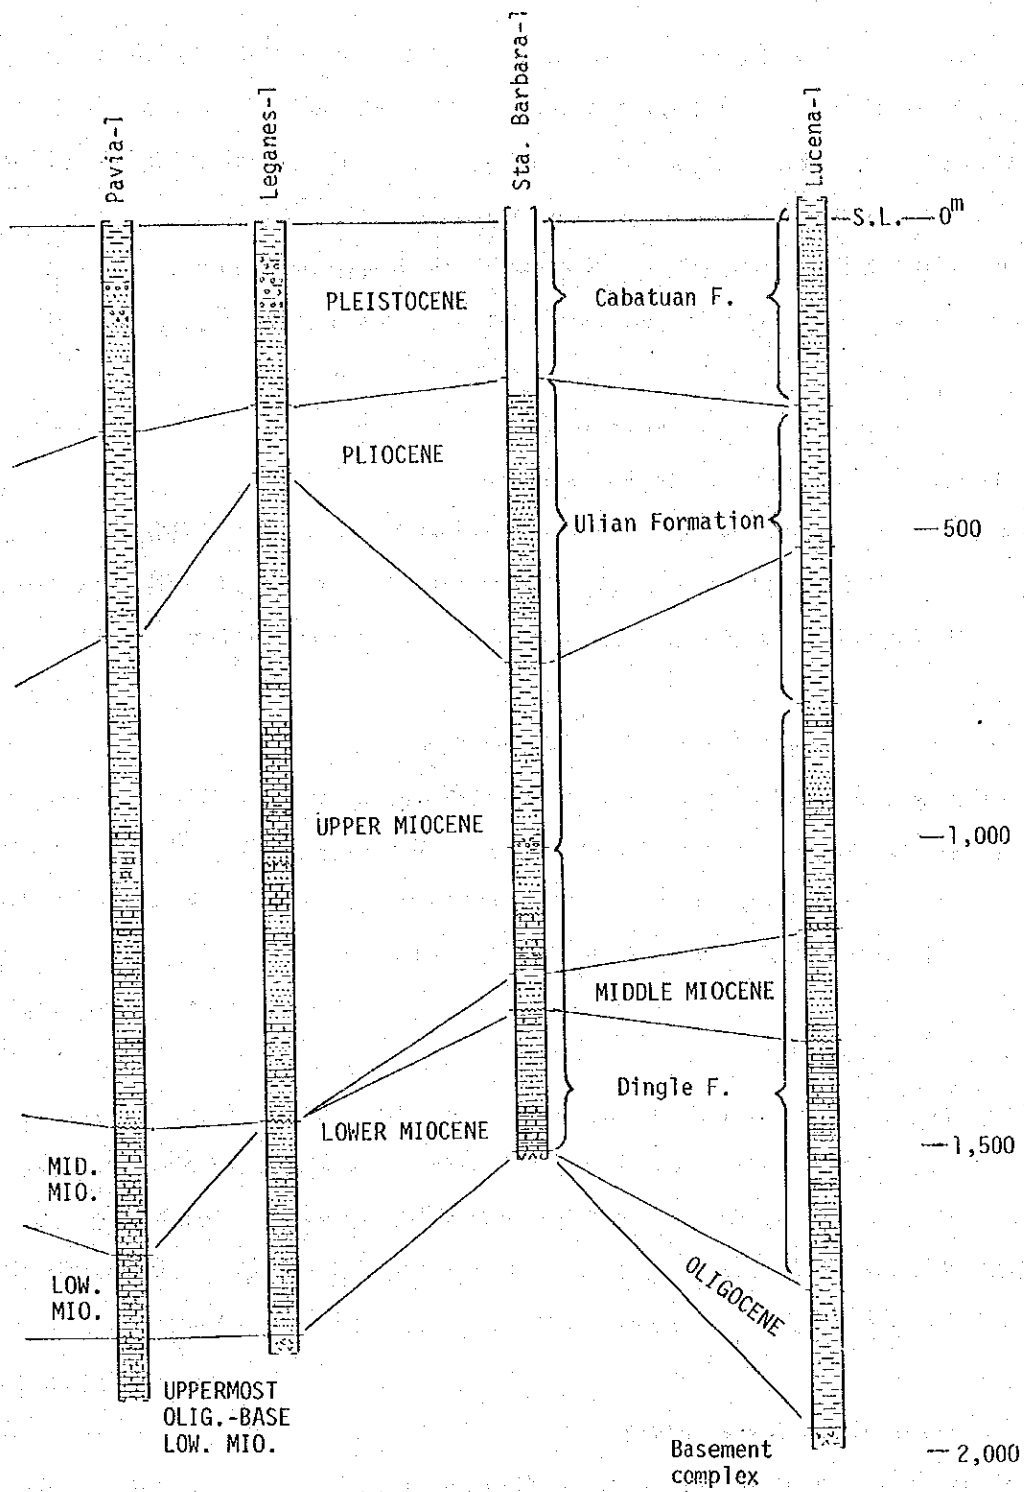 Pavia-1
Leganes-1
Sta. Barbara-1
Lucena-1
S.L. 0m
PLEISTOCENE
Cabatuan F.
PLIOCENE
Ulian Formation
500
UPPER MIOCENE
1,000
MIDDLE MIOCENE
Dingle F.
LOWER MIOCENE
1,500
MID.
MIO.
LOW.
MIO.
OLIGOCENE
UPPERMOST
OLIG.-BASE
LOW. MIO.
Basement
complex
2,000